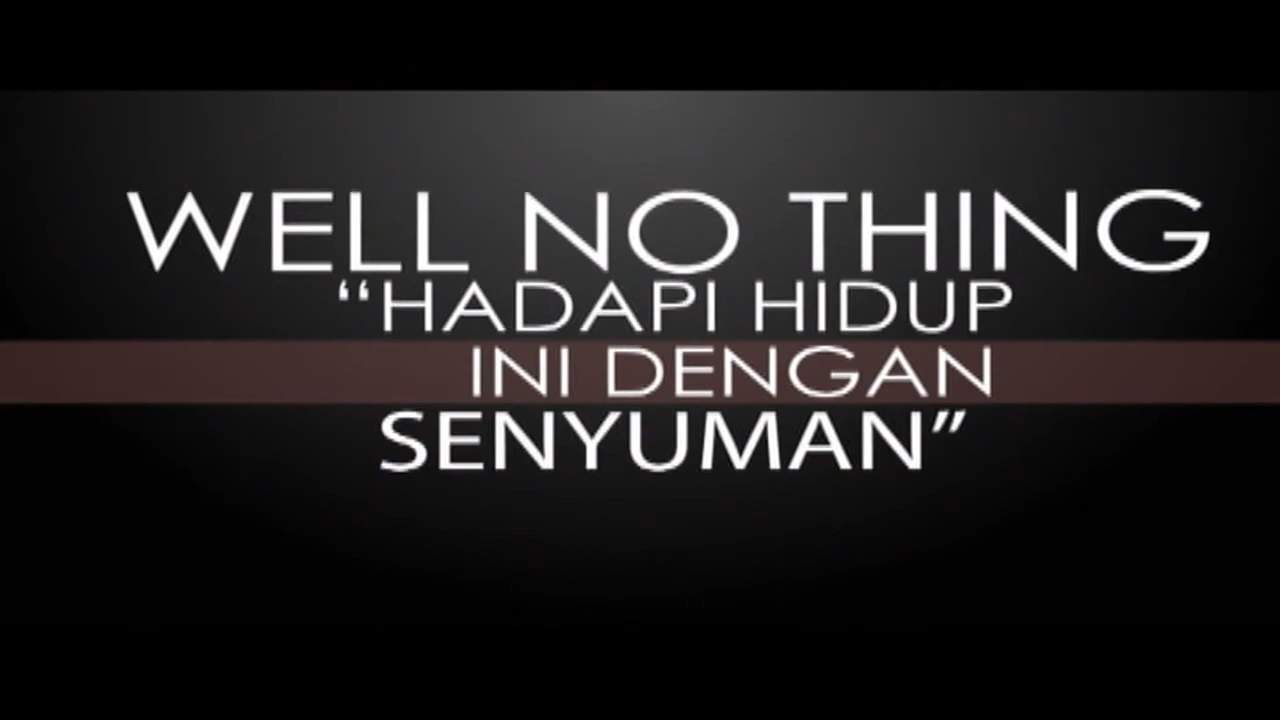 WELL NO THING
“HADAPI HIDUP
INI DENGAN
SENYUMAN”